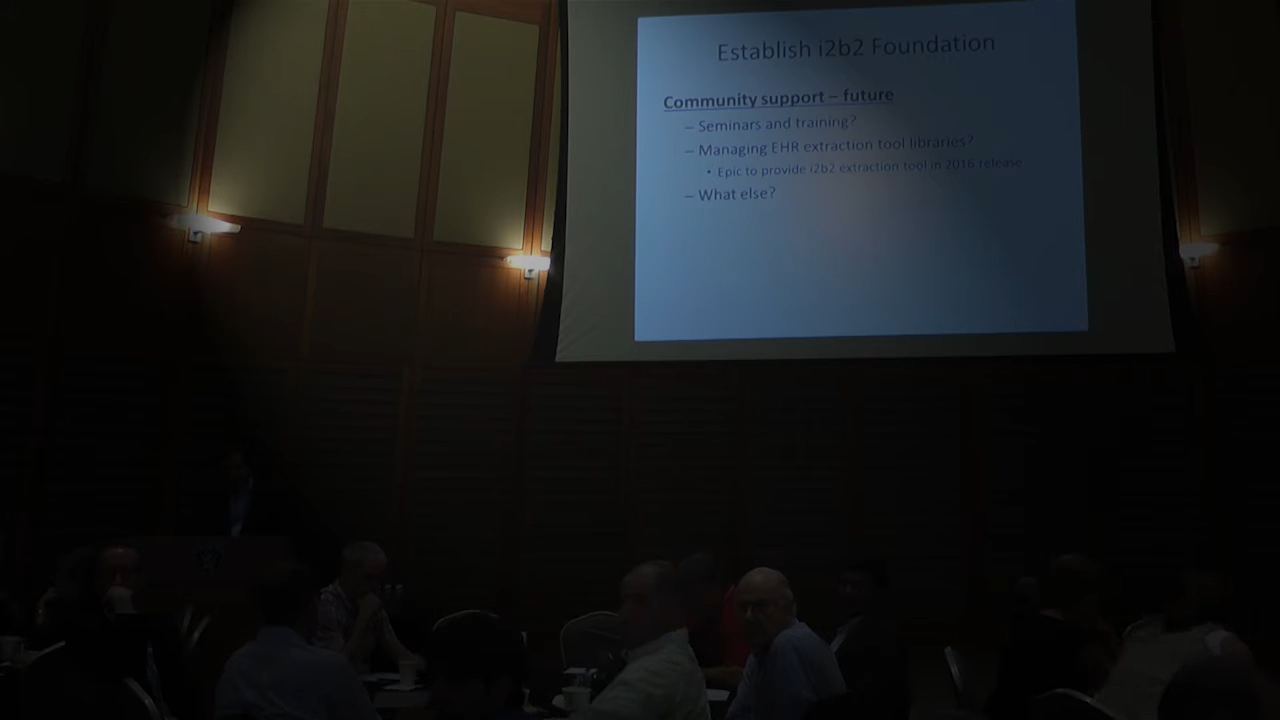 Establish i2b2 Foundation
Community support – future
– Seminars and training?
– Managing EHR extraction tool libraries?
• Epic to provide i2b2 extraction tool in 2016 release
– What else?